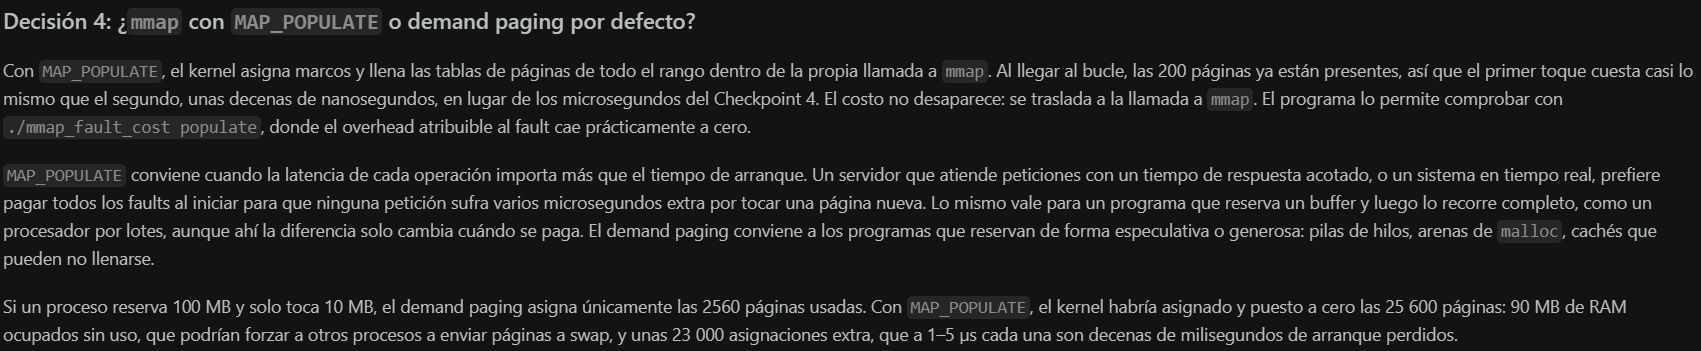 Decisión 4: ¿mmap con MAP_POPULATE o demand paging por defecto?
Con MAP_POPULATE, el kernel asigna marcos y llena las tablas de páginas de todo el rango dentro de la propia llamada a mmap. Al llegar al bucle, las 200 páginas ya están presentes, así que el primer toque cuesta casi lo
mismo que el segundo, unas decenas de nanosegundos, en lugar de los microsegundos del Checkpoint 4. El costo no desaparece: se traslada a la llamada a mmap. El programa lo permite comprobar con
./mmap_fault_cost populate, donde el overhead atribuible al fault cae prácticamente a cero.
MAP_POPULATE conviene cuando la latencia de cada operación importa más que el tiempo de arranque. Un servidor que atiende peticiones con un tiempo de respuesta acotado, o un sistema en tiempo real, prefiere
pagar todos los faults al iniciar para que ninguna petición sufra varios microsegundos extra por tocar una página nueva. Lo mismo vale para un programa que reserva un buffer y luego lo recorre completo, como un
procesador por lotes, aunque ahí la diferencia solo cambia cuándo se paga. El demand paging conviene a los programas que reservan de forma especulativa o generosa: pilas de hilos, arenas de malloc, cachés que
pueden no llenarse.
Si un proceso reserva 100 MB y solo toca 10 MB, el demand paging asigna únicamente las 2560 páginas usadas. Con MAP_POPULATE, el kernel habría asignado y puesto a cero las 25 600 páginas: 90 MB de RAM
ocupados sin uso, que podrían forzar a otros procesos a enviar páginas a swap, y unas 23 000 asignaciones extra, que a 1–5 µs cada una son decenas de milisegundos de arranque perdidos.